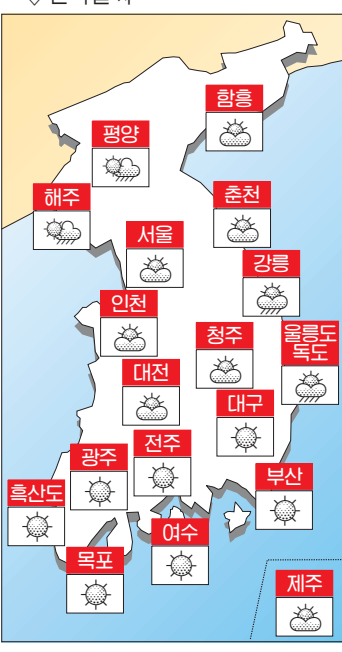 함흥
평양
해주
춘천
서울
강릉
인천
청주
울릉도
독도
대전
대구
전주
광주
부산
흑산도
여수
목포
제주